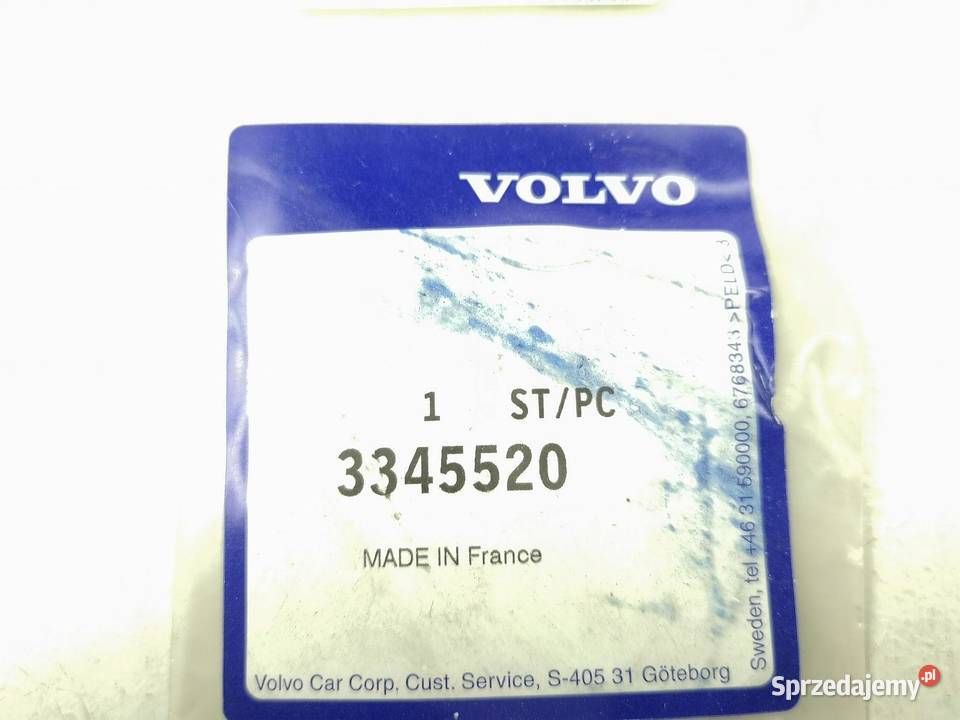 VOLVO
1 ST/PC
3345520
MADE IN France
Volvo Car Corp. Cust. Service, S-405 31 Göteborg
Sweden, tel +46 31 590000, 6768343 >PELD< 3
Sprzedajemy.pl